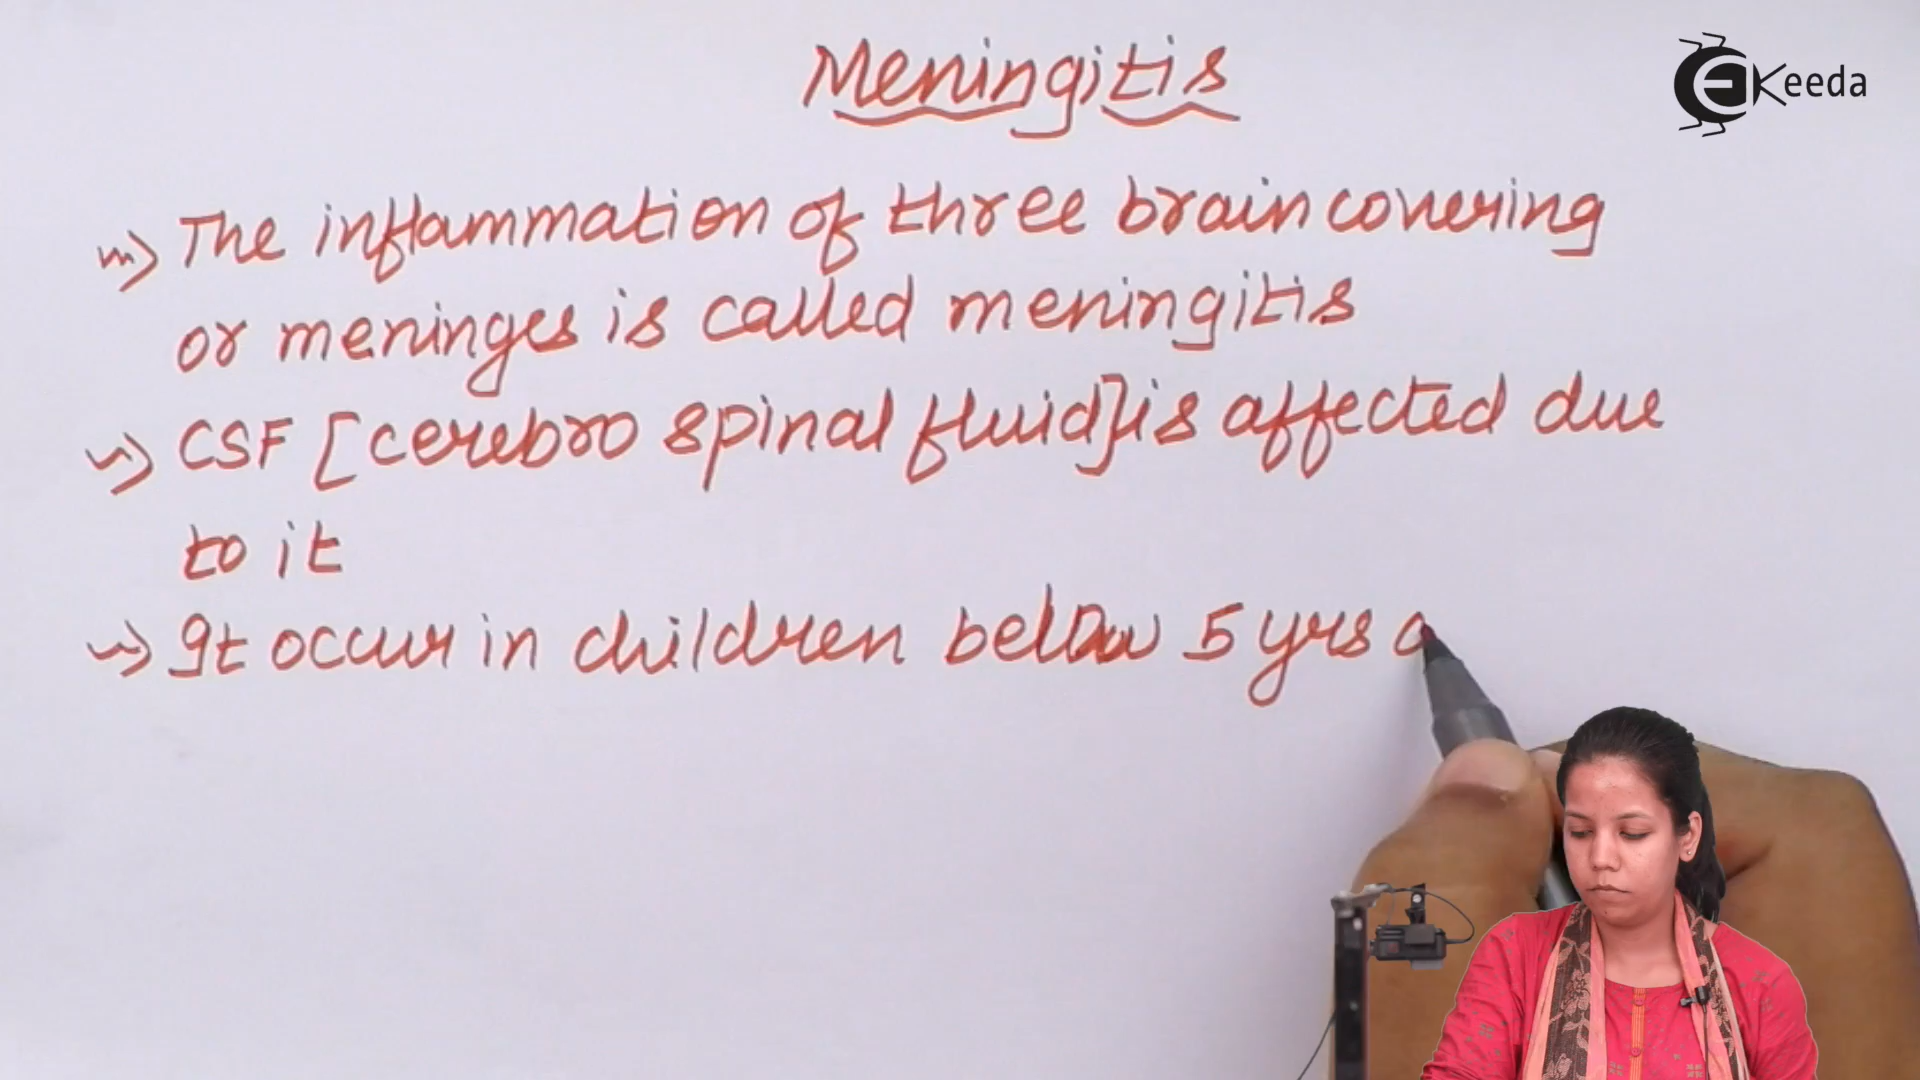 Meningitis
EKeeda
The inflammation of three brain covering
or meninges is called meningitis
CSF [cerebro spinal fluid] is affected due
to it
It occur in children below 5 yrs o